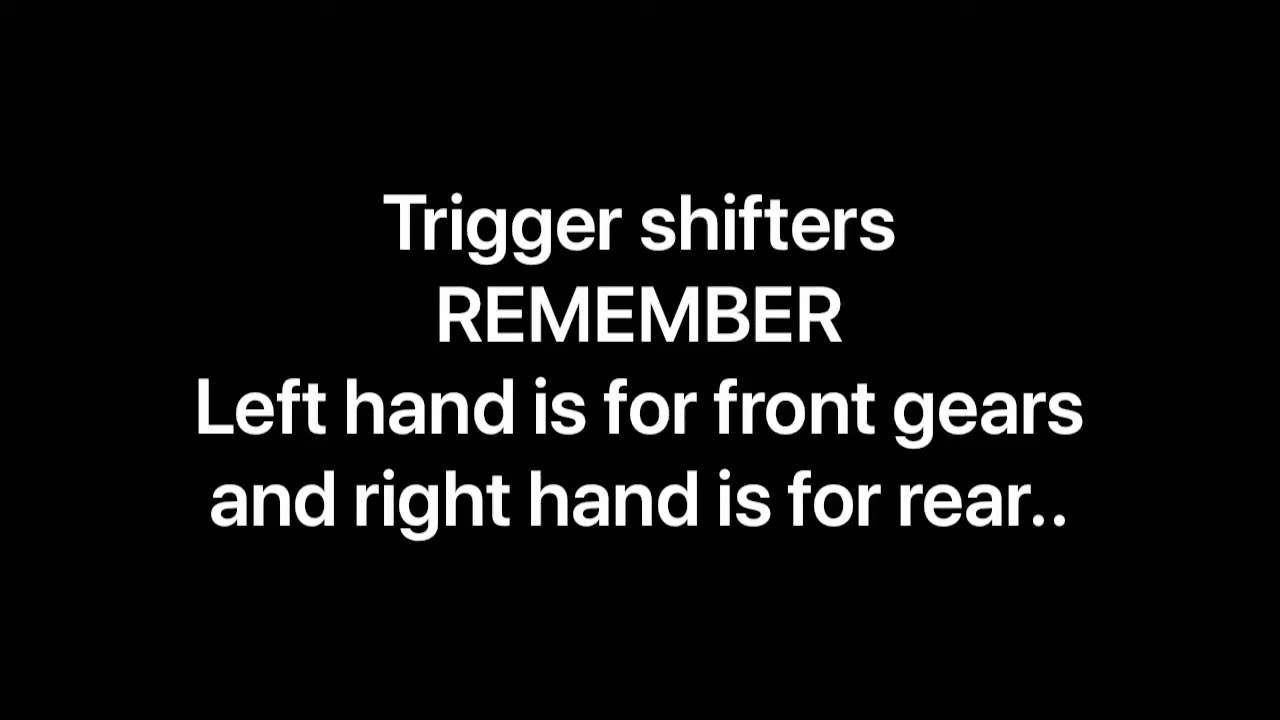 Trigger shifters
REMEMBER
Left hand is for front gears
and right hand is for rear..